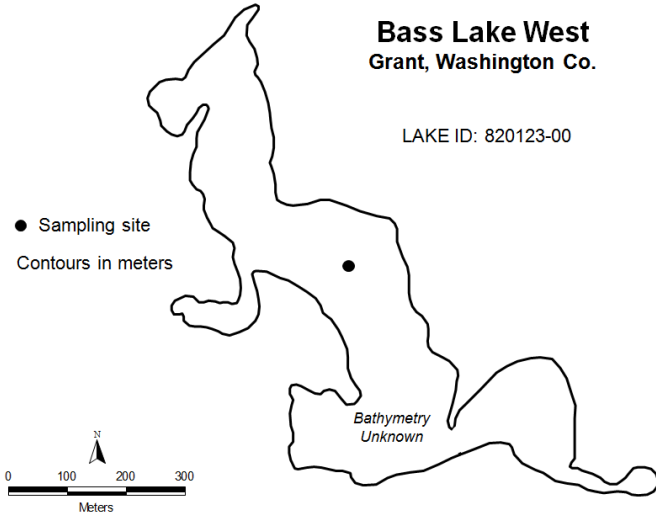 Bass Lake West
Grant, Washington Co.
LAKE ID: 820123-00
Sampling site
Contours in meters
Bathymetry
Unknown
N
0 100 200 300
Meters